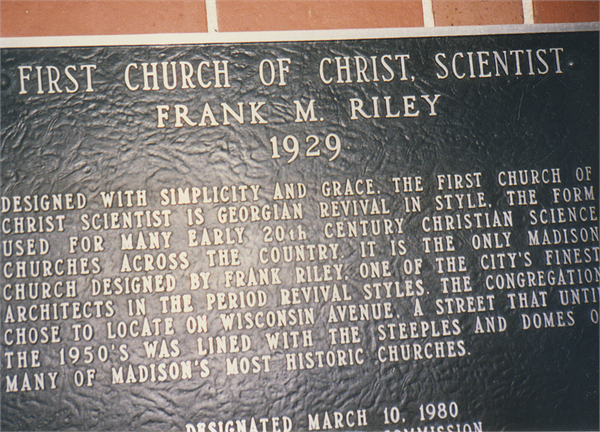 FIRST CHURCH OF CHRIST, SCIENTIST
FRANK M. RILEY
1929
DESIGNED WITH SIMPLICITY AND GRACE, THE FIRST CHURCH OF
CHRIST SCIENTIST IS GEORGIAN REVIVAL IN STYLE, THE FORM
USED FOR MANY EARLY 20th CENTURY CHRISTIAN SCIENCE
CHURCHES ACROSS THE COUNTRY. IT IS THE ONLY MADISON
CHURCH DESIGNED BY FRANK RILEY, ONE OF THE CITY'S FINEST
ARCHITECTS IN THE PERIOD REVIVAL STYLES. THE CONGREGATION
CHOSE TO LOCATE ON WISCONSIN AVENUE, A STREET THAT UNTI
THE 1950'S WAS LINED WITH THE STEEPLES AND DOMES O
MANY OF MADISON'S MOST HISTORIC CHURCHES.
DESIGNATED MARCH 10, 1980
COMMISSION